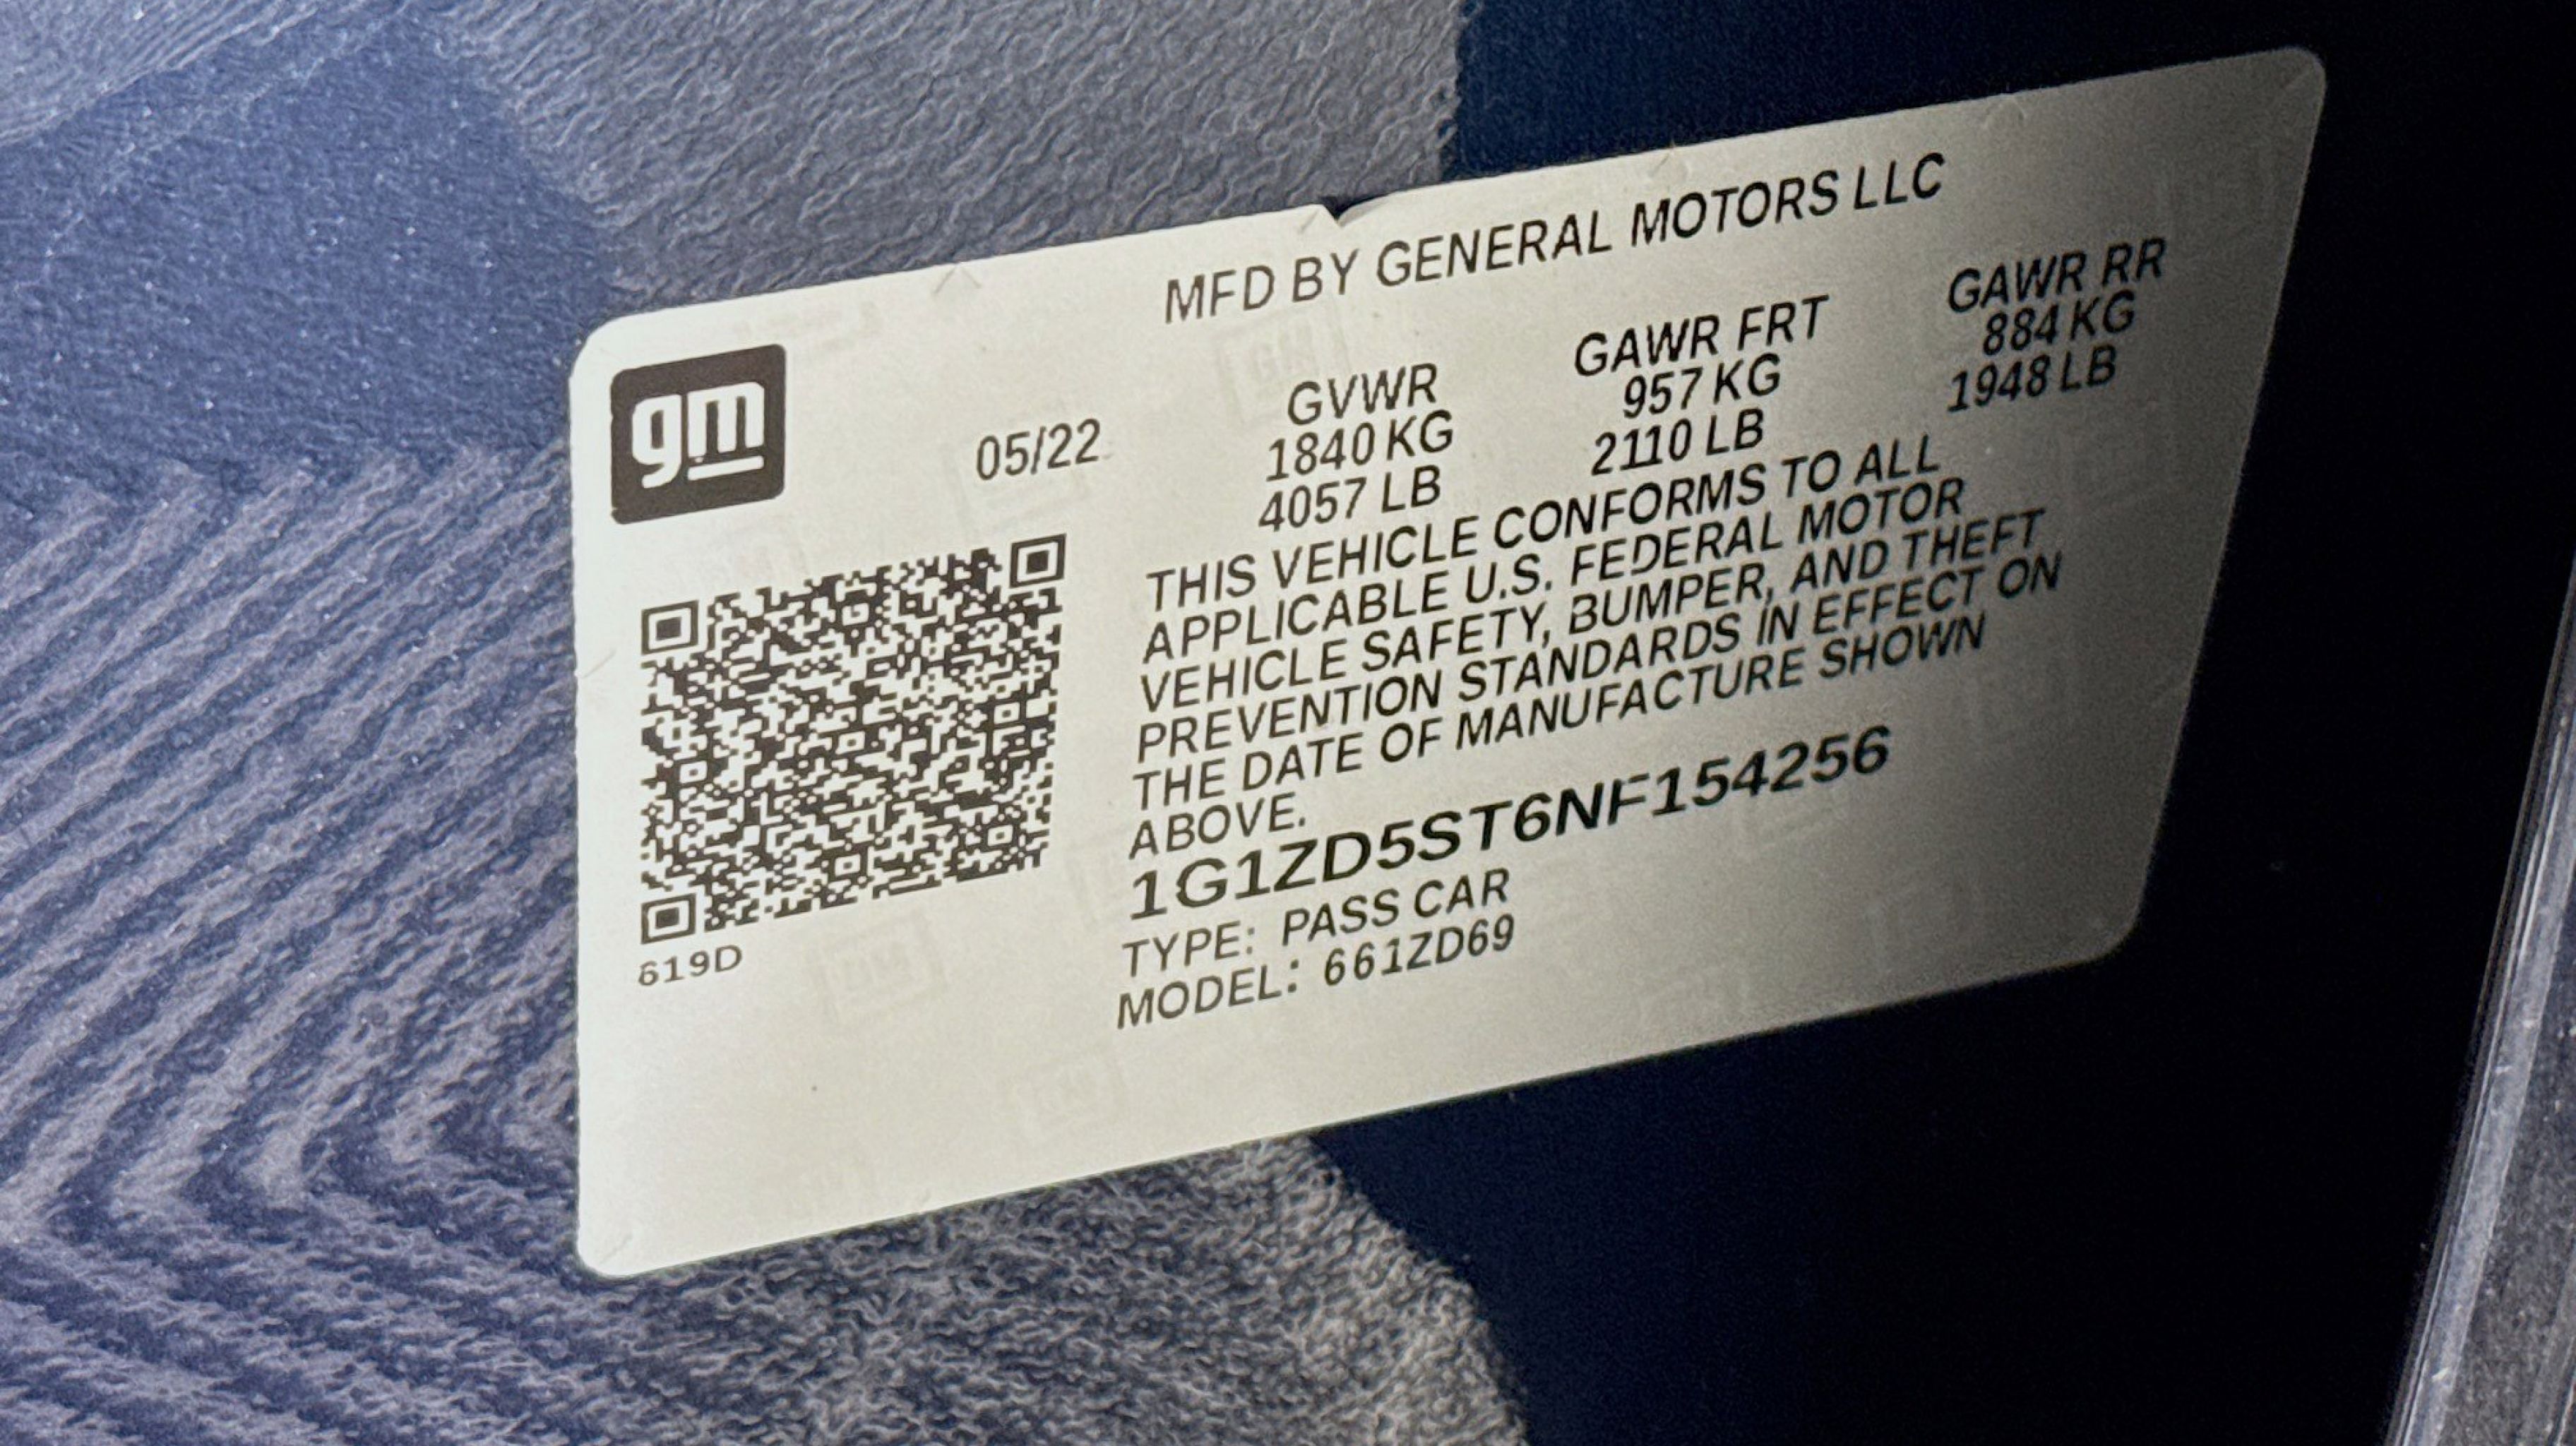 MFD BY GENERAL MOTORS LLC
gm
05/22
GVWR GAWR FRT GAWR RR
1840 KG 957 KG 884 KG
4057 LB 2110 LB 1948 LB
THIS VEHICLE CONFORMS TO ALL
APPLICABLE U.S. FEDERAL MOTOR
VEHICLE SAFETY, BUMPER, AND THEFT
PREVENTION STANDARDS IN EFFECT ON
THE DATE OF MANUFACTURE SHOWN
ABOVE.
1G1ZD5ST6NF154256
TYPE: PASS CAR
MODEL: 661ZD69
619D